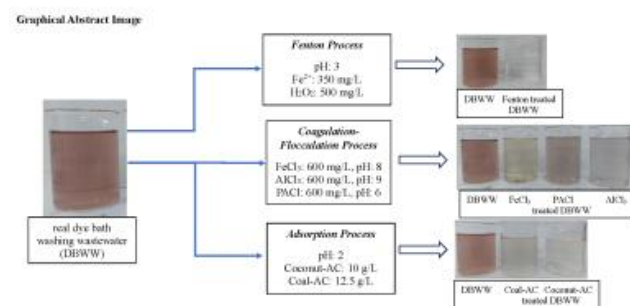 Graphical Abstract Image
Fenton Process
pH: 3
Fe²⁺: 350 mg/L
H₂O₂: 500 mg/L
DBWW Fenton treated
DBWW
real dye bath
washing wastewater
(DBWW)
Coagulation-
Flocculation Process
FeCl₃: 600 mg/L, pH: 8
AlCl₃: 600 mg/L, pH: 9
PACl: 600 mg/L, pH: 6
DBWW FeCl₃ PACl AlCl₃
treated DBWW
Adsorption Process
pH: 2
Coconut-AC: 10 g/L
Coal-AC: 12.5 g/L
DBWW Coal-AC Coconut-AC
treated DBWW